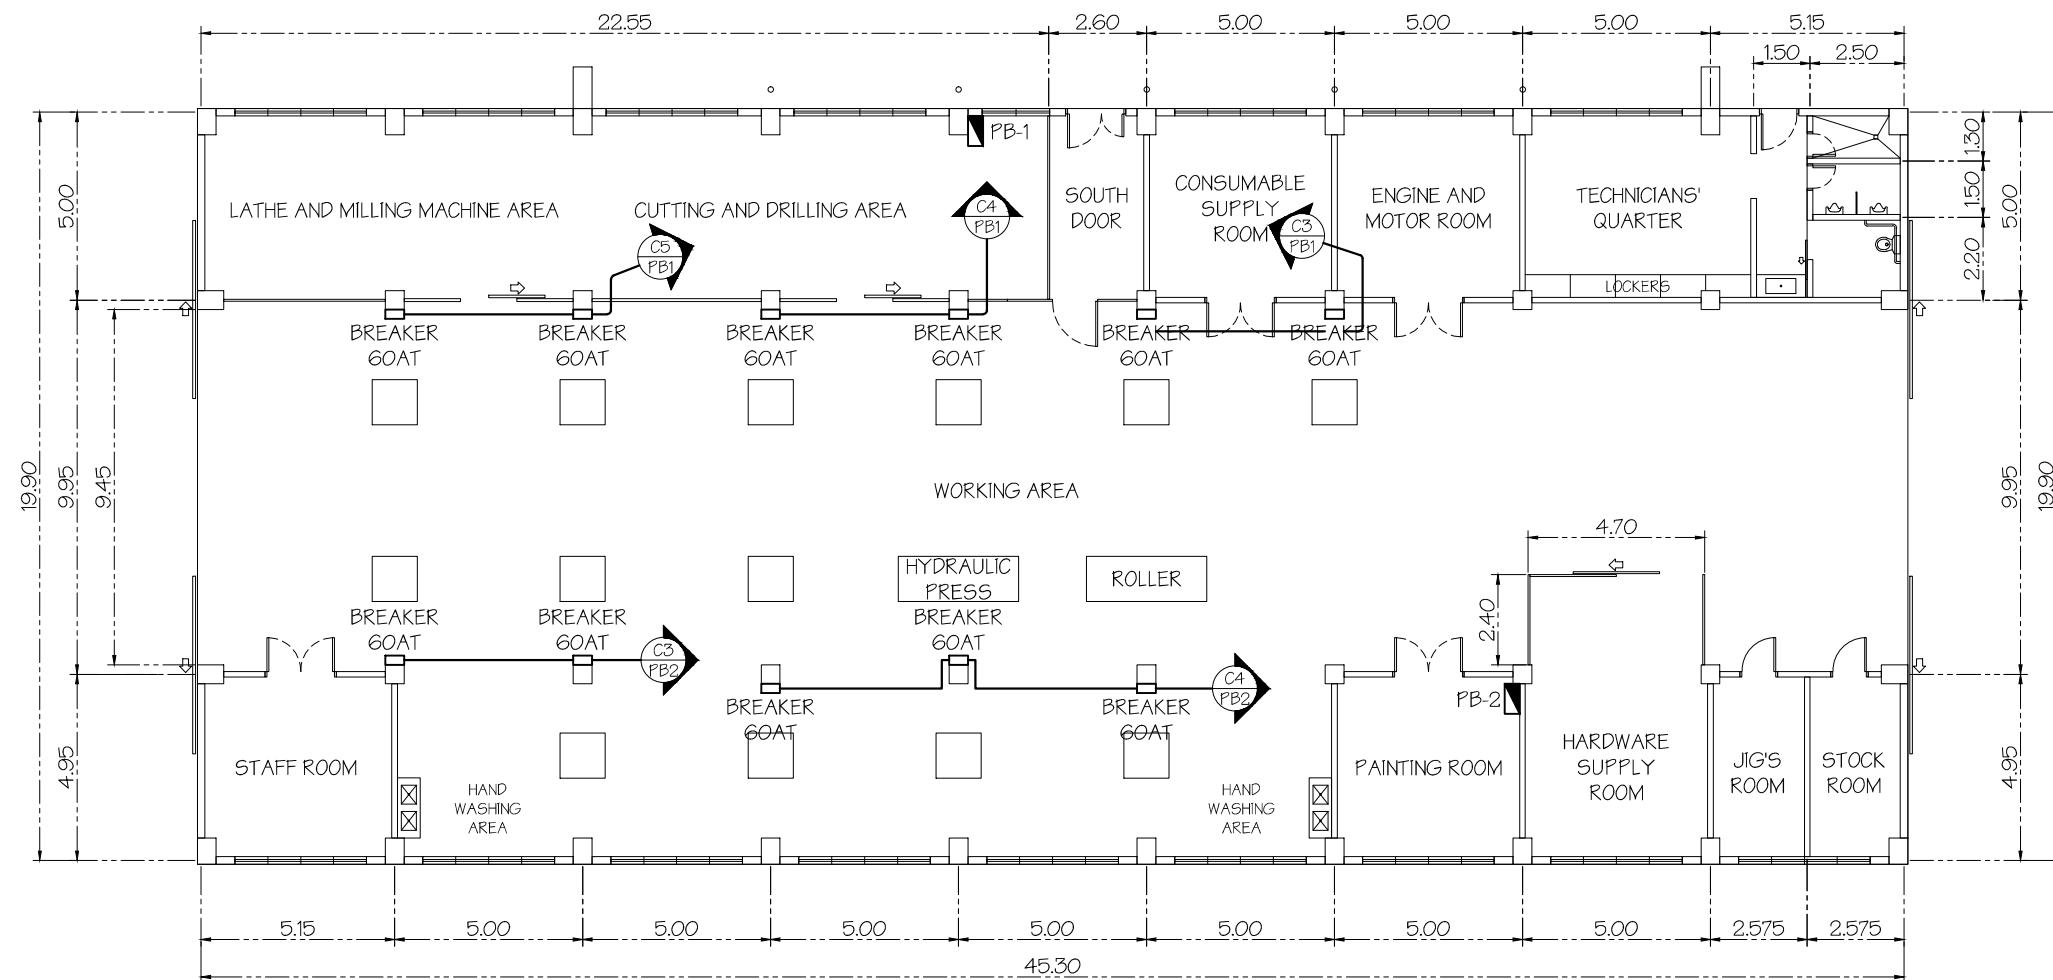 22.55
2.60
5.00
5.00
5.00
5.15
1.50
2.50
PB-1
LATHE AND MILLING MACHINE AREA
CUTTING AND DRILLING AREA
C4
PB1
C5
PB1
SOUTH
DOOR
CONSUMABLE
SUPPLY
ROOM
C3
PB1
ENGINE AND
MOTOR ROOM
TECHNICIANS'
QUARTER
LOCKERS
1.30
1.50
2.20
5.00
5.00
BREAKER
60AT
BREAKER
60AT
BREAKER
60AT
BREAKER
60AT
BREAKER
60AT
BREAKER
60AT
19.90
9.95
9.45
WORKING AREA
9.95
19.90
4.70
2.40
HYDRAULIC
PRESS
ROLLER
BREAKER
60AT
BREAKER
60AT
BREAKER
60AT
C3
PB2
C4
PB2
BREAKER
60AT
BREAKER
60AT
PB-2
4.95
STAFF ROOM
HAND
WASHING
AREA
HAND
WASHING
AREA
PAINTING ROOM
HARDWARE
SUPPLY
ROOM
JIG'S
ROOM
STOCK
ROOM
4.95
5.15
5.00
5.00
5.00
5.00
5.00
5.00
5.00
2.575
2.575
45.30